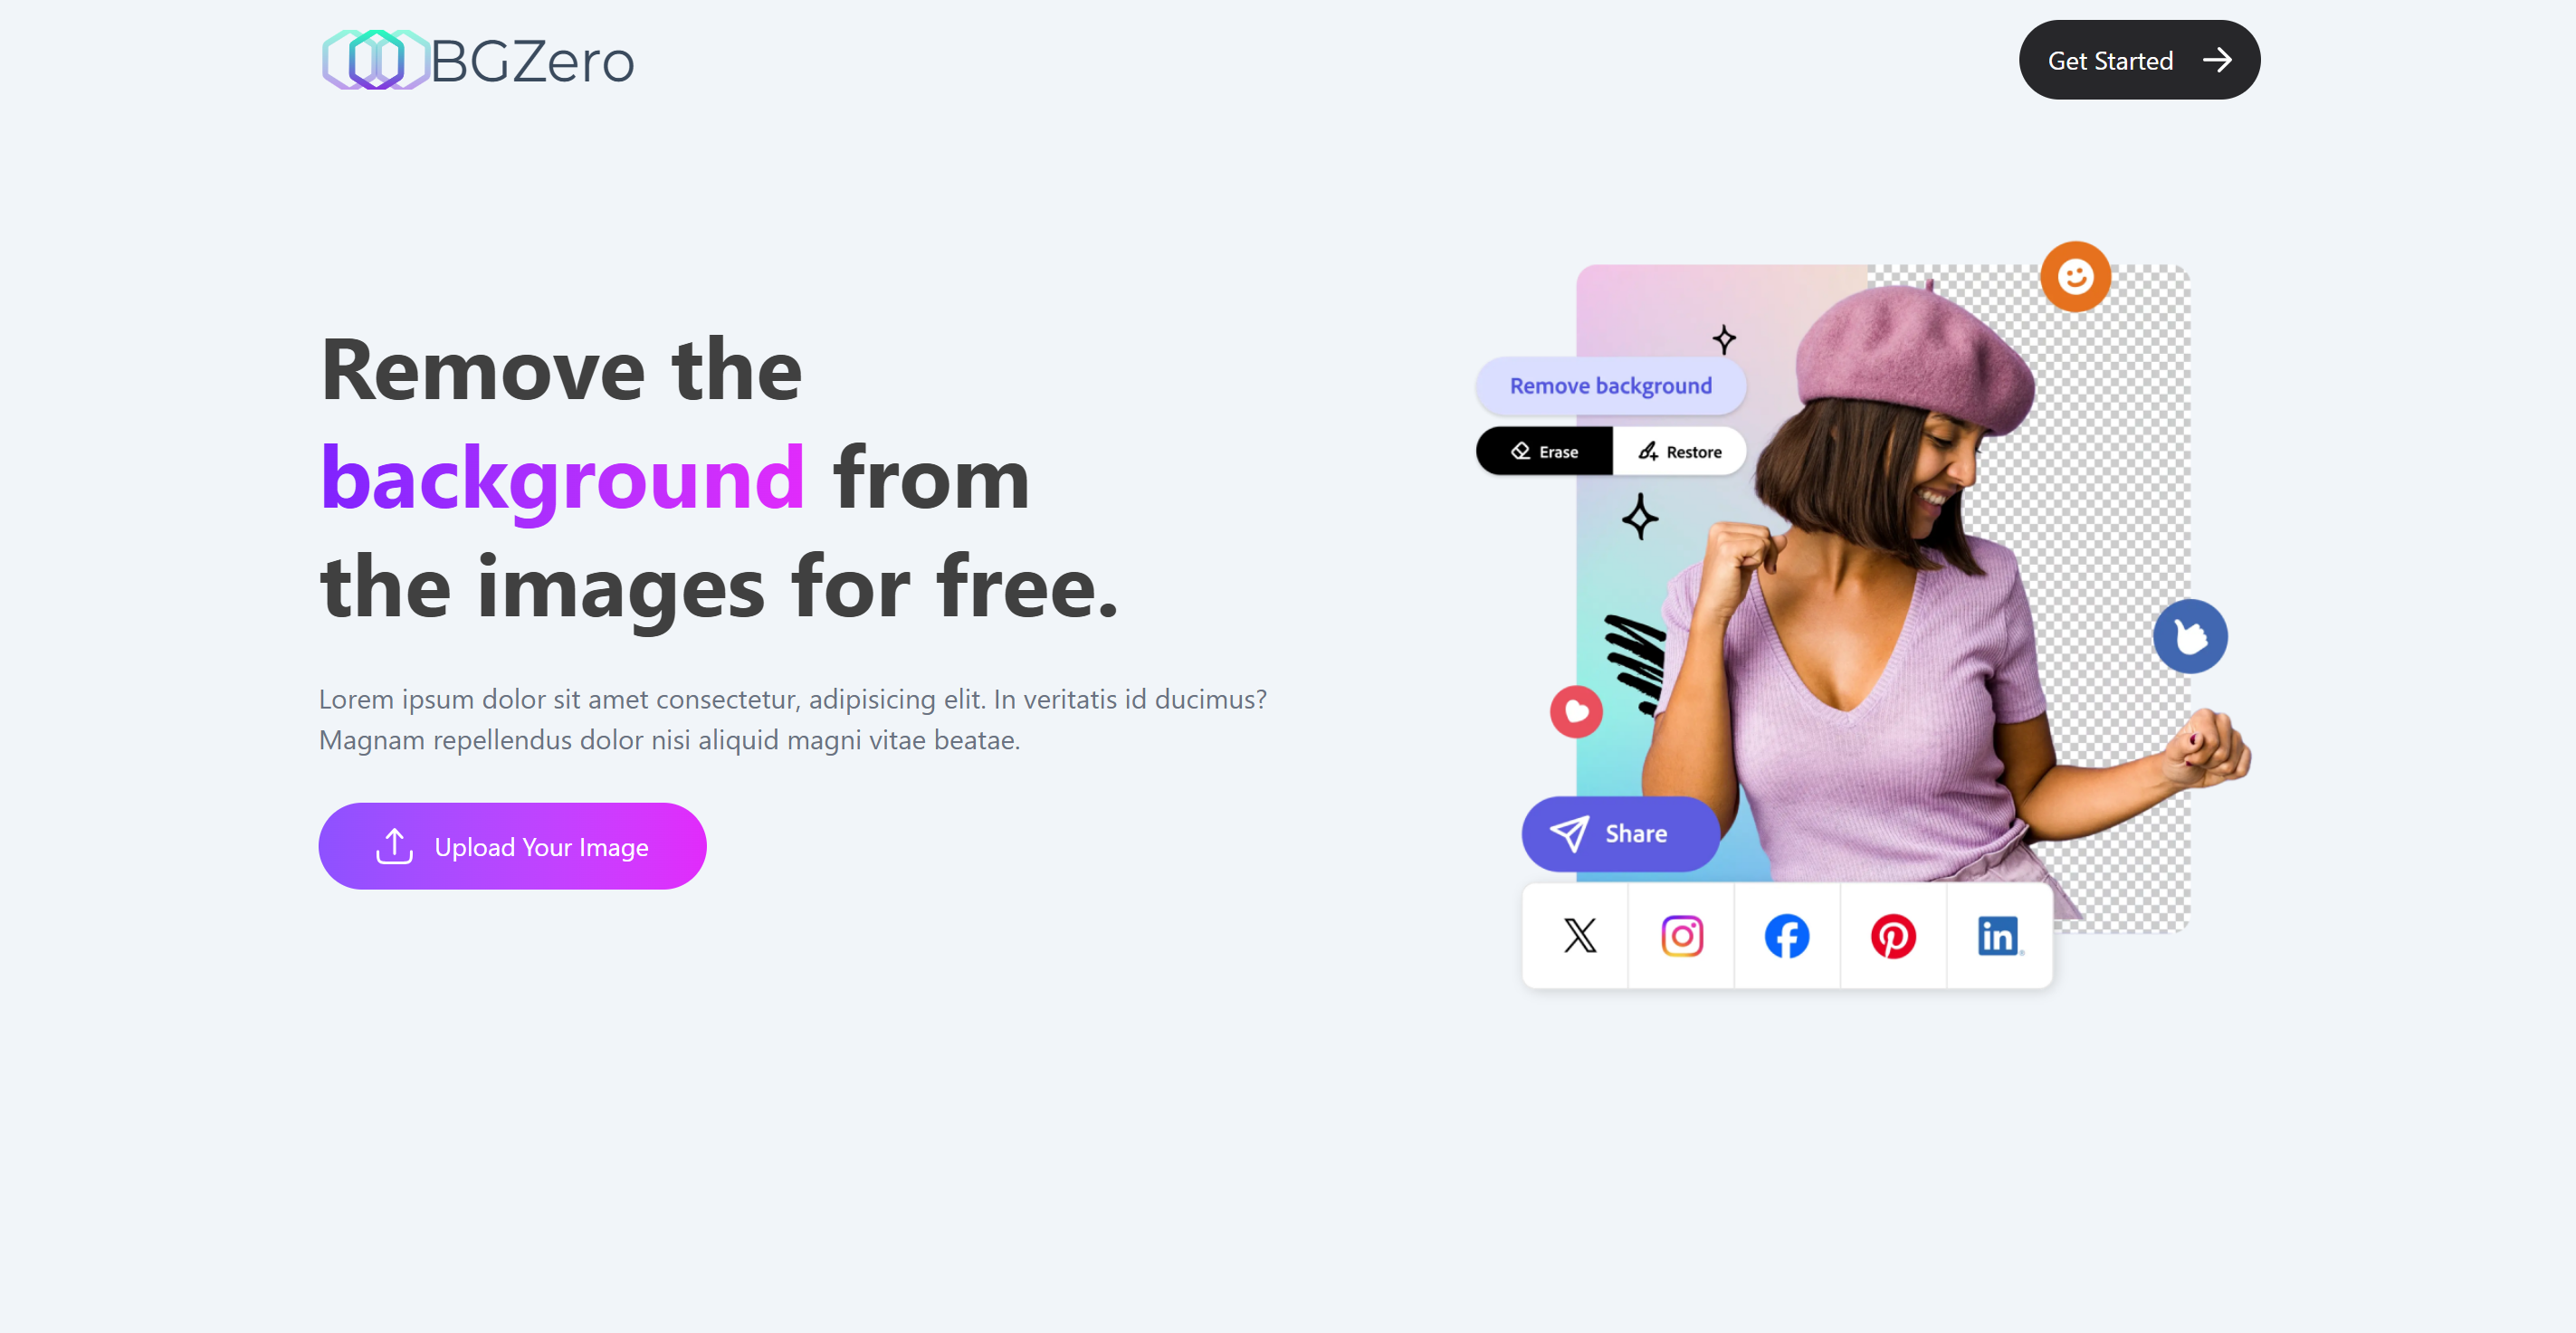 BGZero
Get Started
Remove the
background from
the images for free.
Lorem ipsum dolor sit amet consectetur, adipisicing elit. In veritatis id ducimus?
Magnam repellendus dolor nisi aliquid magni vitae beatae.
Upload Your Image
Remove background
Erase
Restore
Share